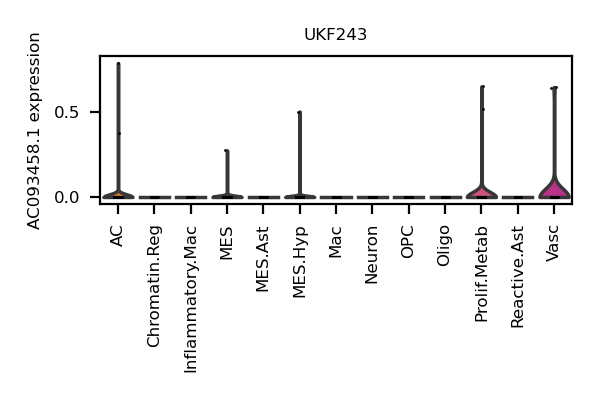 UKF243
AC093458.1 expression
0.5
0.0
AC
Chromatin.Reg
Inflammatory.Mac
MES
MES.Ast
MES.Hyp
Mac
Neuron
OPC
Oligo
Prolif.Metab
Reactive.Ast
Vasc